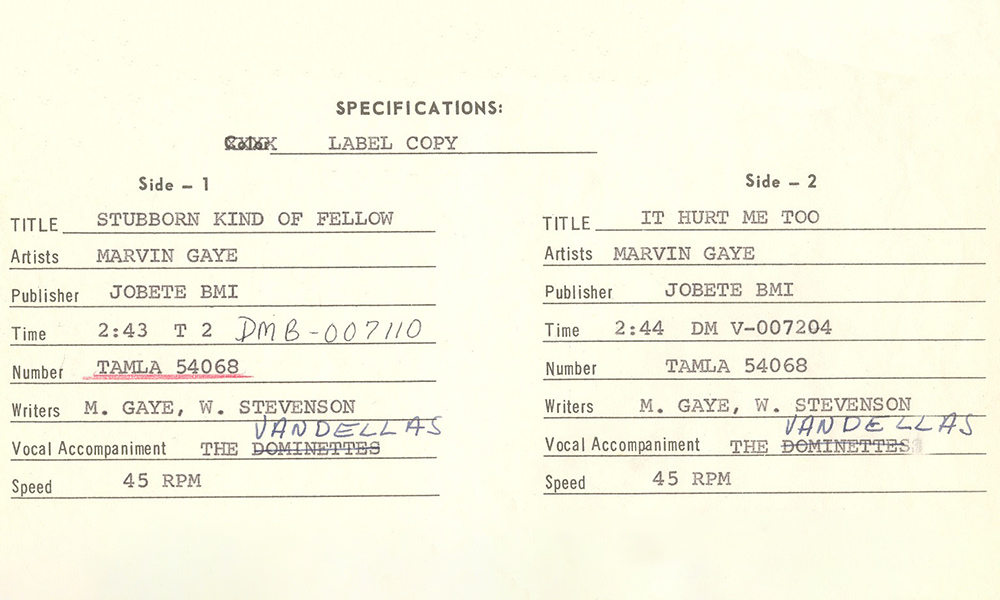 SPECIFICATIONS:
Color LABEL COPY
Side - 1
TITLE STUBBORN KIND OF FELLOW
Artists MARVIN GAYE
Publisher JOBETE BMI
Time 2:43 T 2 DMB-007110
Number TAMLA 54068
Writers M. GAYE, W. STEVENSON
VANDELLAS
Vocal Accompaniment THE DOMINETTES
Speed 45 RPM
Side - 2
TITLE IT HURT ME TOO
Artists MARVIN GAYE
Publisher JOBETE BMI
Time 2:44 DM V-007204
Number TAMLA 54068
Writers M. GAYE, W. STEVENSON
VANDELLAS
Vocal Accompaniment THE DOMINETTES
Speed 45 RPM